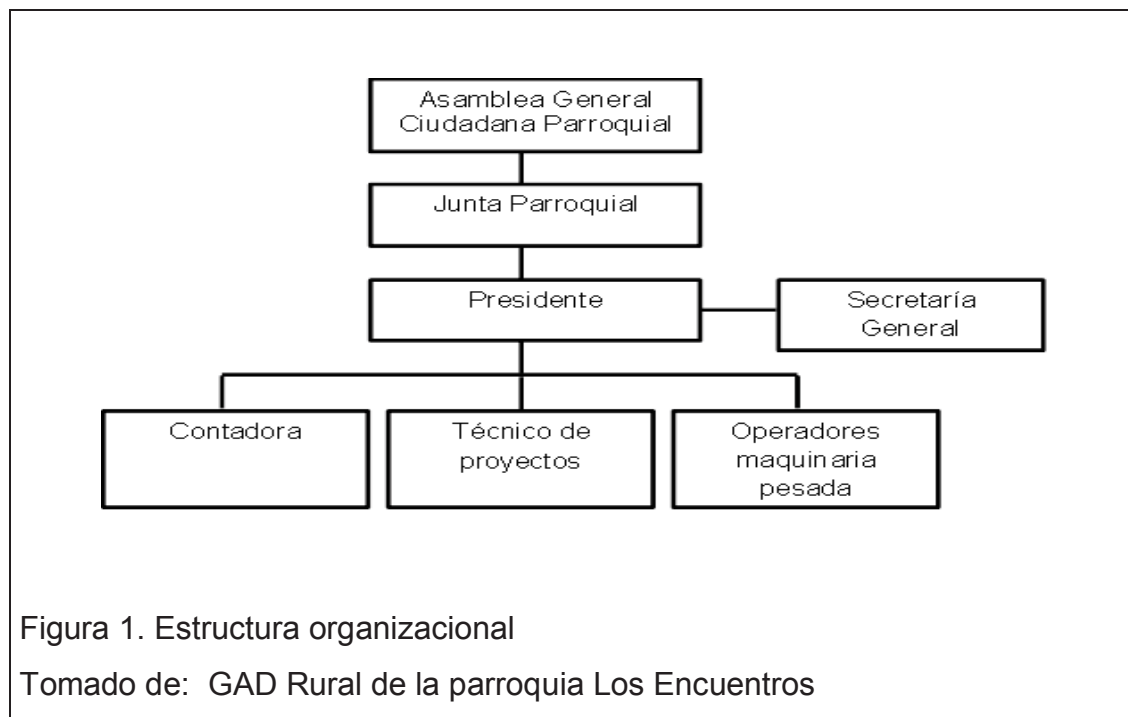 Asamblea General
Ciudadana Parroquial
Junta Parroquial
Presidente
Secretaría
General
Contadora
Técnico de
proyectos
Operadores
maquinaria
pesada
Figura 1. Estructura organizacional
Tomado de: GAD Rural de la parroquia Los Encuentros